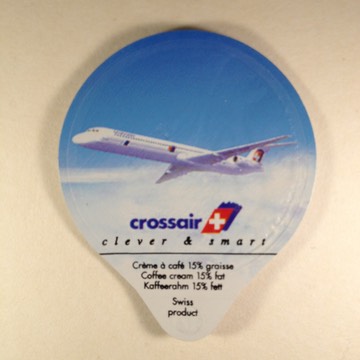 crossair
clever & smart
Crème à café 15% graisse
Coffee cream 15% fat
Kaffeerahm 15% fett
Swiss
product